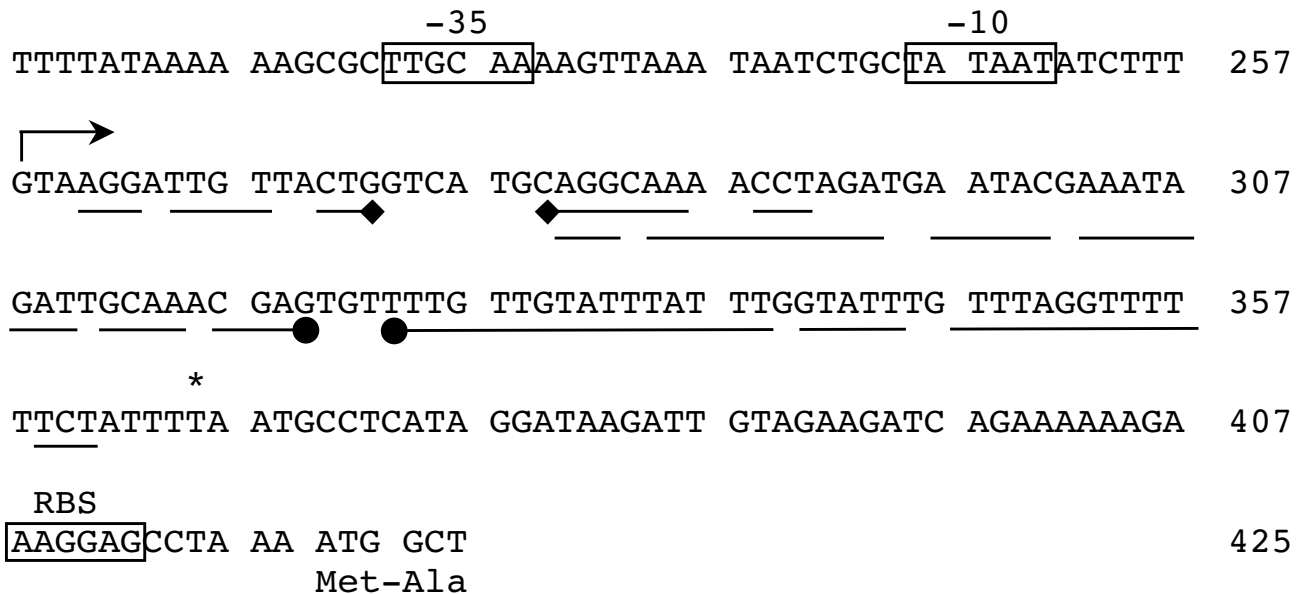 -35 -10
TTTTATAAAA AAGCGCTTGC AAAAGTTAAA TAATCTGCTA TAATATCTTT 257
GTAAGGATTG TTACTGGTCA TGCAGGCAAA ACCTAGATGA ATACGAAATA 307
GATTGCAAAC GAGTGTTTTG TTGTATTTAT TTGGTATTTG TTTAGGTTTT 357
*
TTCTATTTTA ATGCCTCATA GGATAAGATT GTAGAAGATC AGAAAAAAGA 407
RBS
AAGGAGCCTA AA ATG GCT 425
Met-Ala